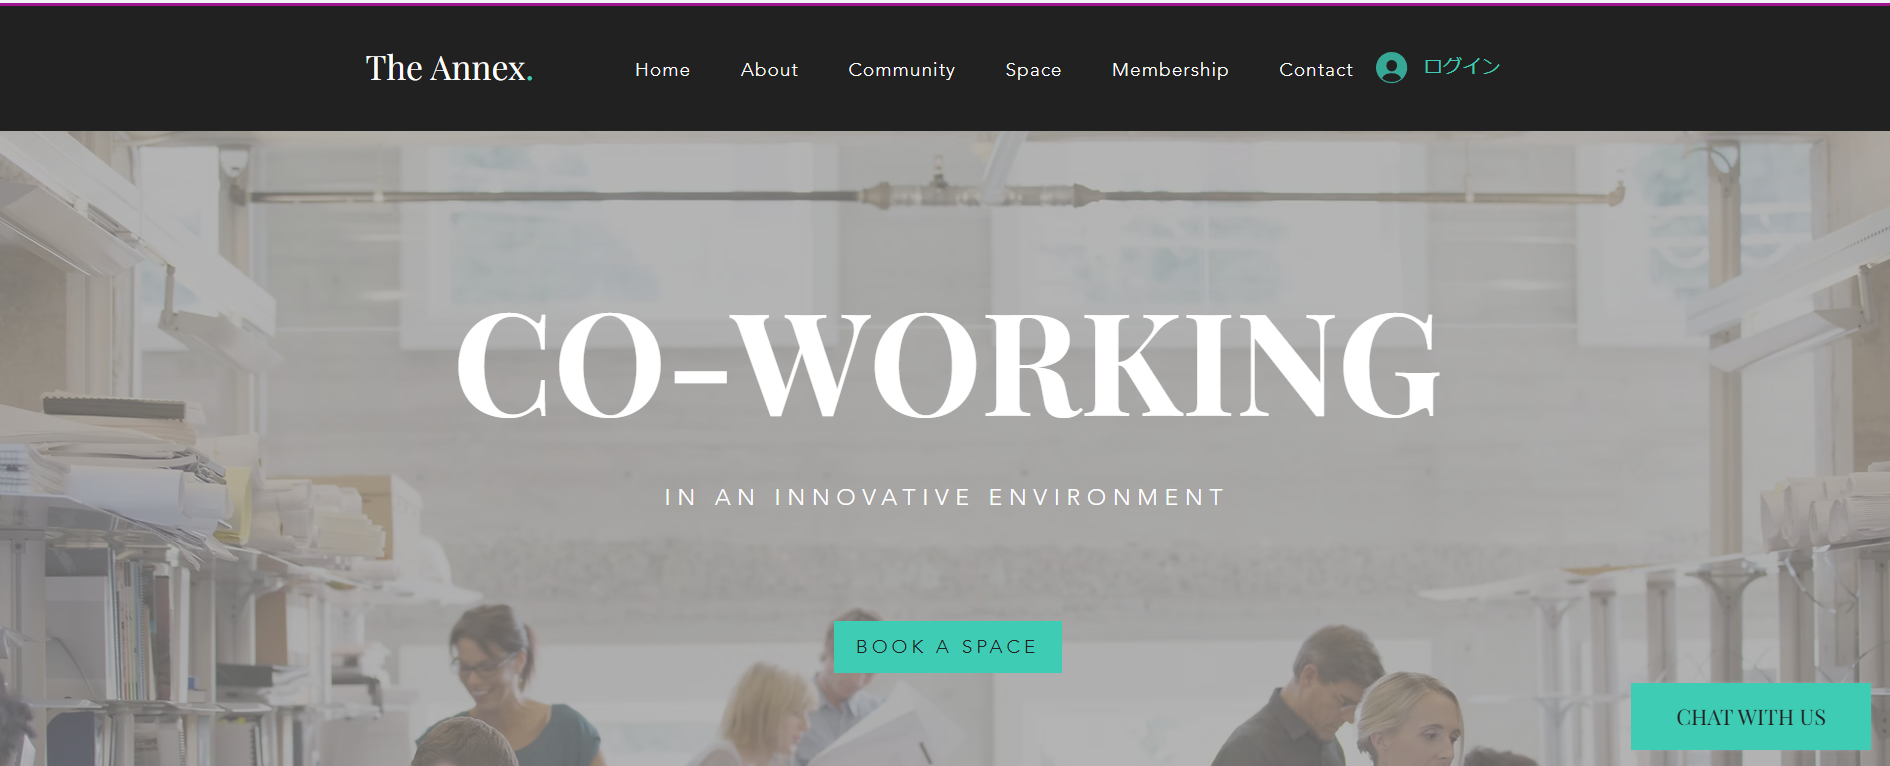 The Annex.
Home About Community Space Membership Contact ログイン
CO-WORKING
IN AN INNOVATIVE ENVIRONMENT
BOOK A SPACE
CHAT WITH US